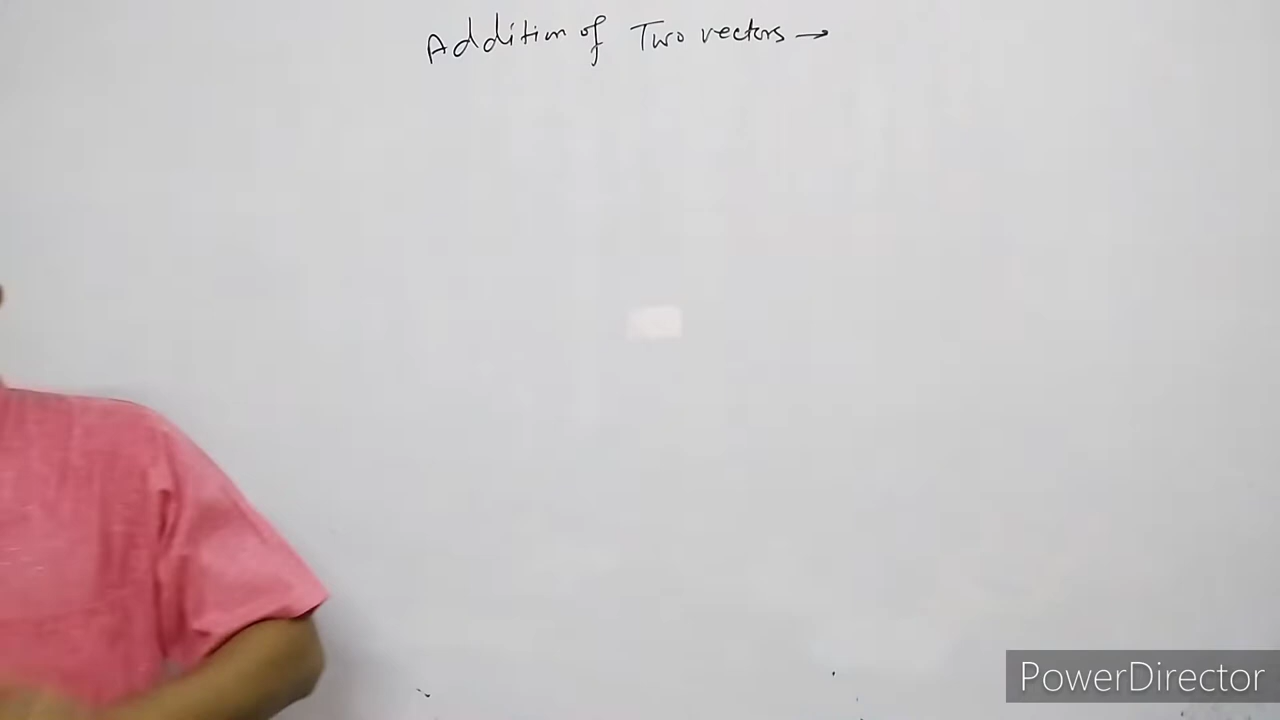 Addition of Two vectors →
PowerDirector